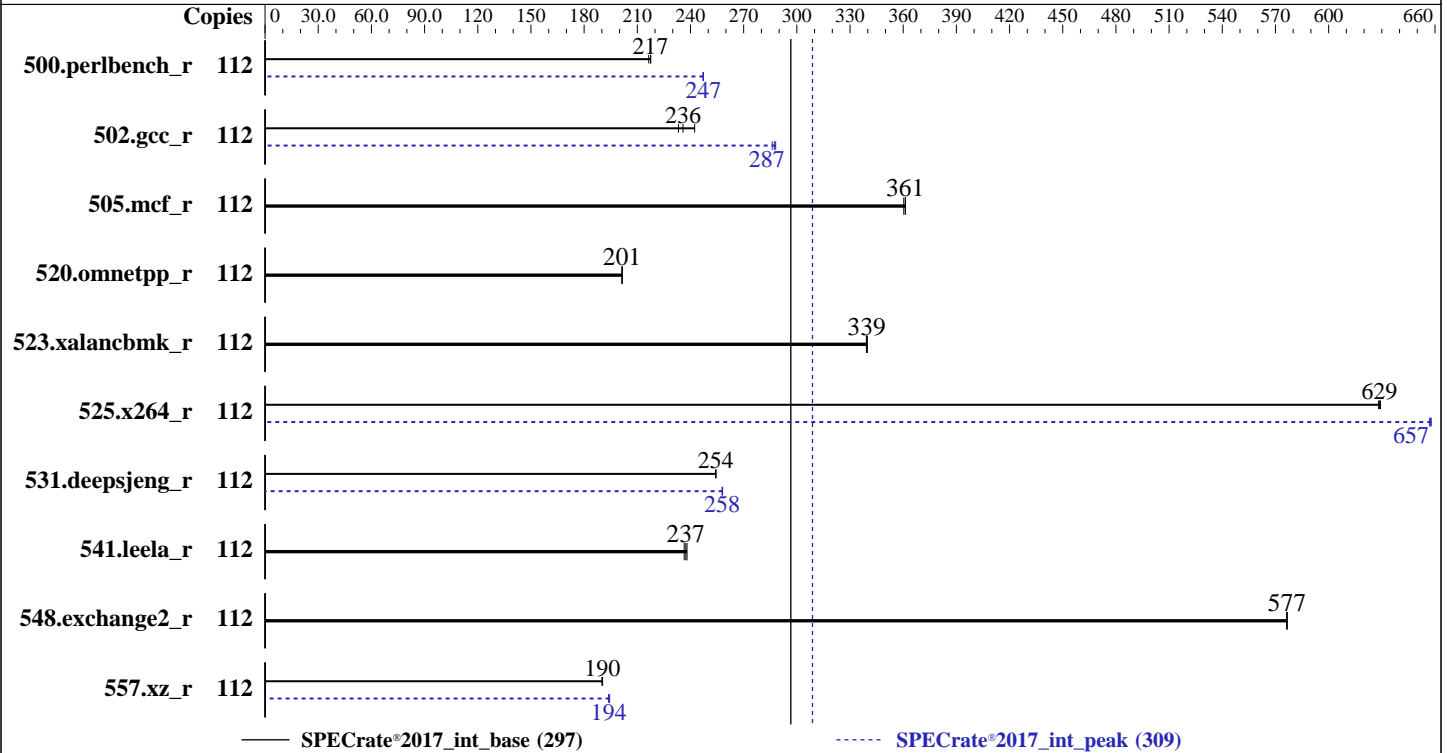 Copies 0 30.0 60.0 90.0 120 150 180 210 240 270 300 330 360 390 420 450 480 510 540 570 600 660
217
500.perlbench_r 112
247
236
502.gcc_r 112
287
361
505.mcf_r 112
201
520.omnetpp_r 112
339
523.xalancbmk_r 112
629
525.x264_r 112
657
254
531.deepsjeng_r 112
258
237
541.leela_r 112
577
548.exchange2_r 112
190
557.xz_r 112
194
SPECrate®2017_int_base (297) SPECrate®2017_int_peak (309)